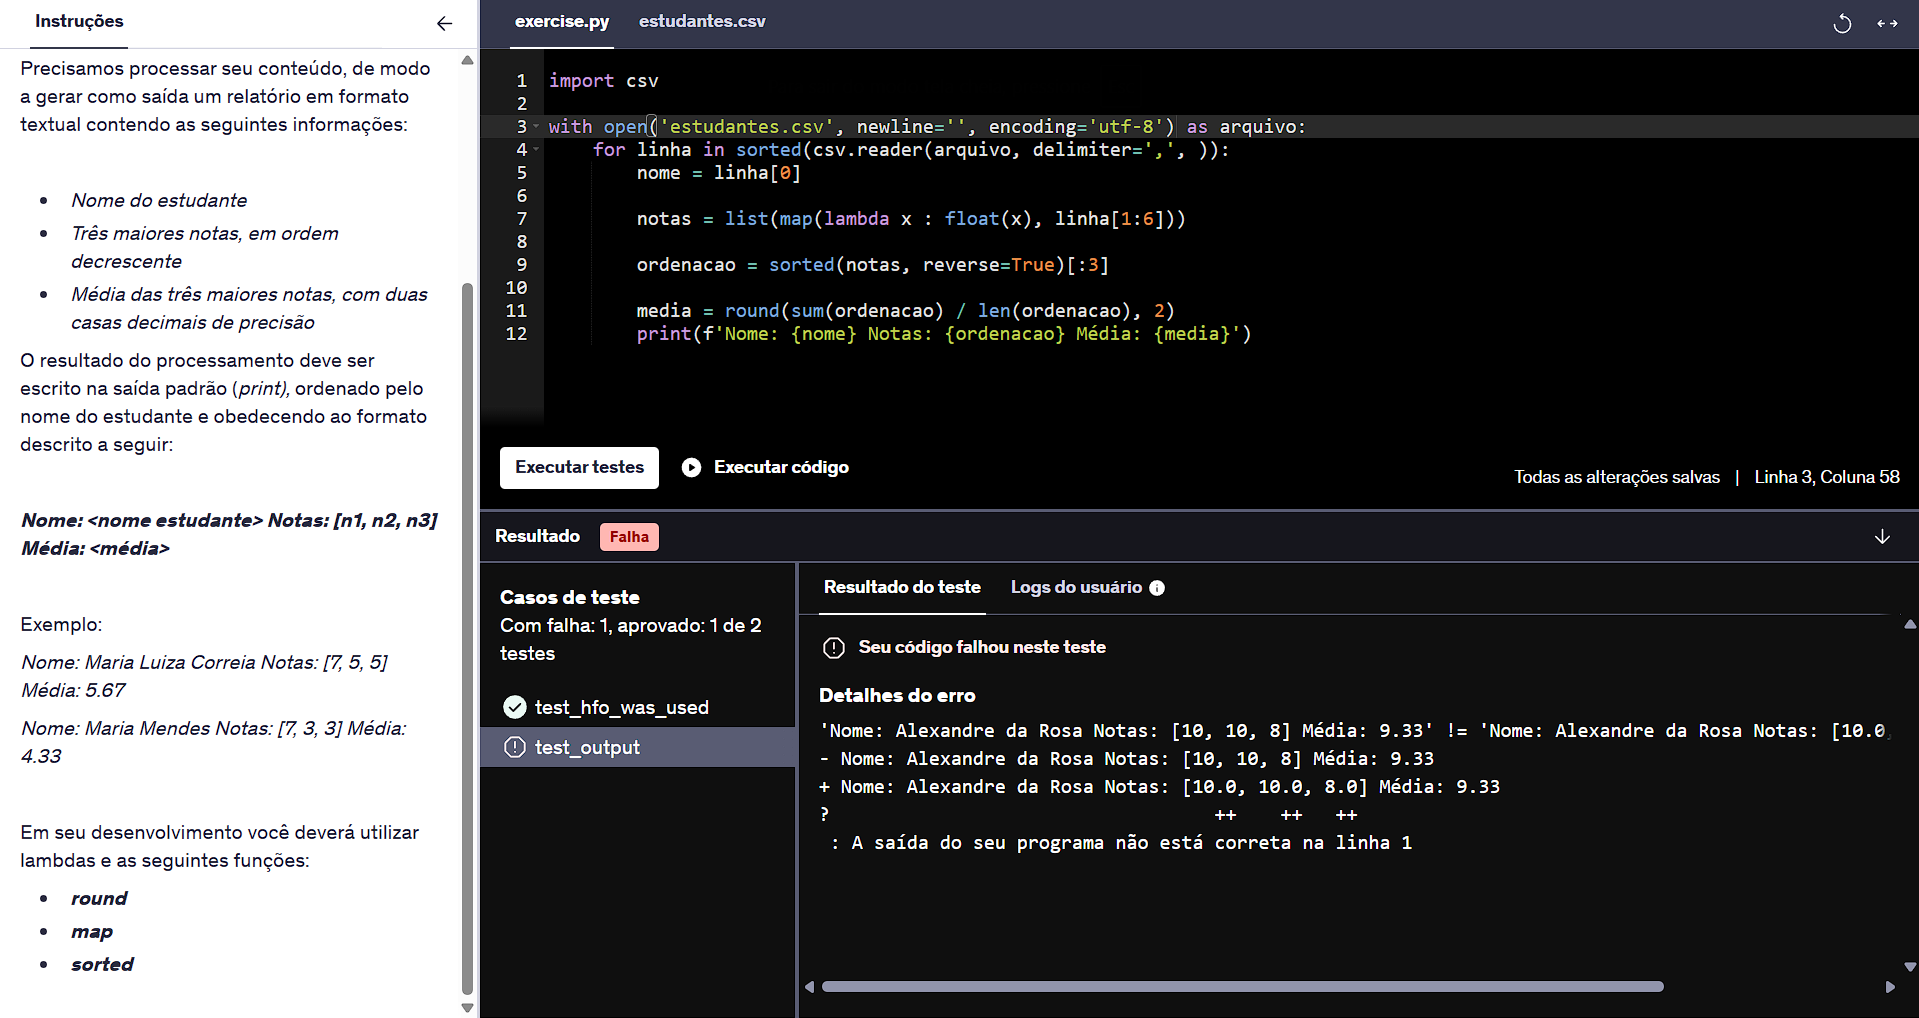 Instruções
Precisamos processar seu conteúdo, de modo
a gerar como saída um relatório em formato
textual contendo as seguintes informações:
• Nome do estudante
• Três maiores notas, em ordem
decrescente
• Média das três maiores notas, com duas
casas decimais de precisão
O resultado do processamento deve ser
escrito na saída padrão (print), ordenado pelo
nome do estudante e obedecendo ao formato
descrito a seguir:
Nome: <nome estudante> Notas: [n1, n2, n3]
Média: <média>
Exemplo:
Nome: Maria Luiza Correia Notas: [7, 5, 5]
Média: 5.67
Nome: Maria Mendes Notas: [7, 3, 3] Média:
4.33
Em seu desenvolvimento você deverá utilizar
lambdas e as seguintes funções:
• round
• map
• sorted
exercise.py estudantes.csv
1 import csv
2
3 with open('estudantes.csv', newline='', encoding='utf-8') as arquivo:
4     for linha in sorted(csv.reader(arquivo, delimiter=',', )):
5         nome = linha[0]
6
7         notas = list(map(lambda x : float(x), linha[1:6]))
8
9         ordenacao = sorted(notas, reverse=True)[:3]
10
11         media = round(sum(ordenacao) / len(ordenacao), 2)
12         print(f'Nome: {nome} Notas: {ordenacao} Média: {media}')
Executar testes Executar código
Todas as alterações salvas | Linha 3, Coluna 58
Resultado Falha
Casos de teste
Com falha: 1, aprovado: 1 de 2
testes
test_hfo_was_used
test_output
Resultado do teste Logs do usuário
Seu código falhou neste teste
Detalhes do erro
'Nome: Alexandre da Rosa Notas: [10, 10, 8] Média: 9.33' != 'Nome: Alexandre da Rosa Notas: [10.0
- Nome: Alexandre da Rosa Notas: [10, 10, 8] Média: 9.33
+ Nome: Alexandre da Rosa Notas: [10.0, 10.0, 8.0] Média: 9.33
? ++ ++ ++
: A saída do seu programa não está correta na linha 1